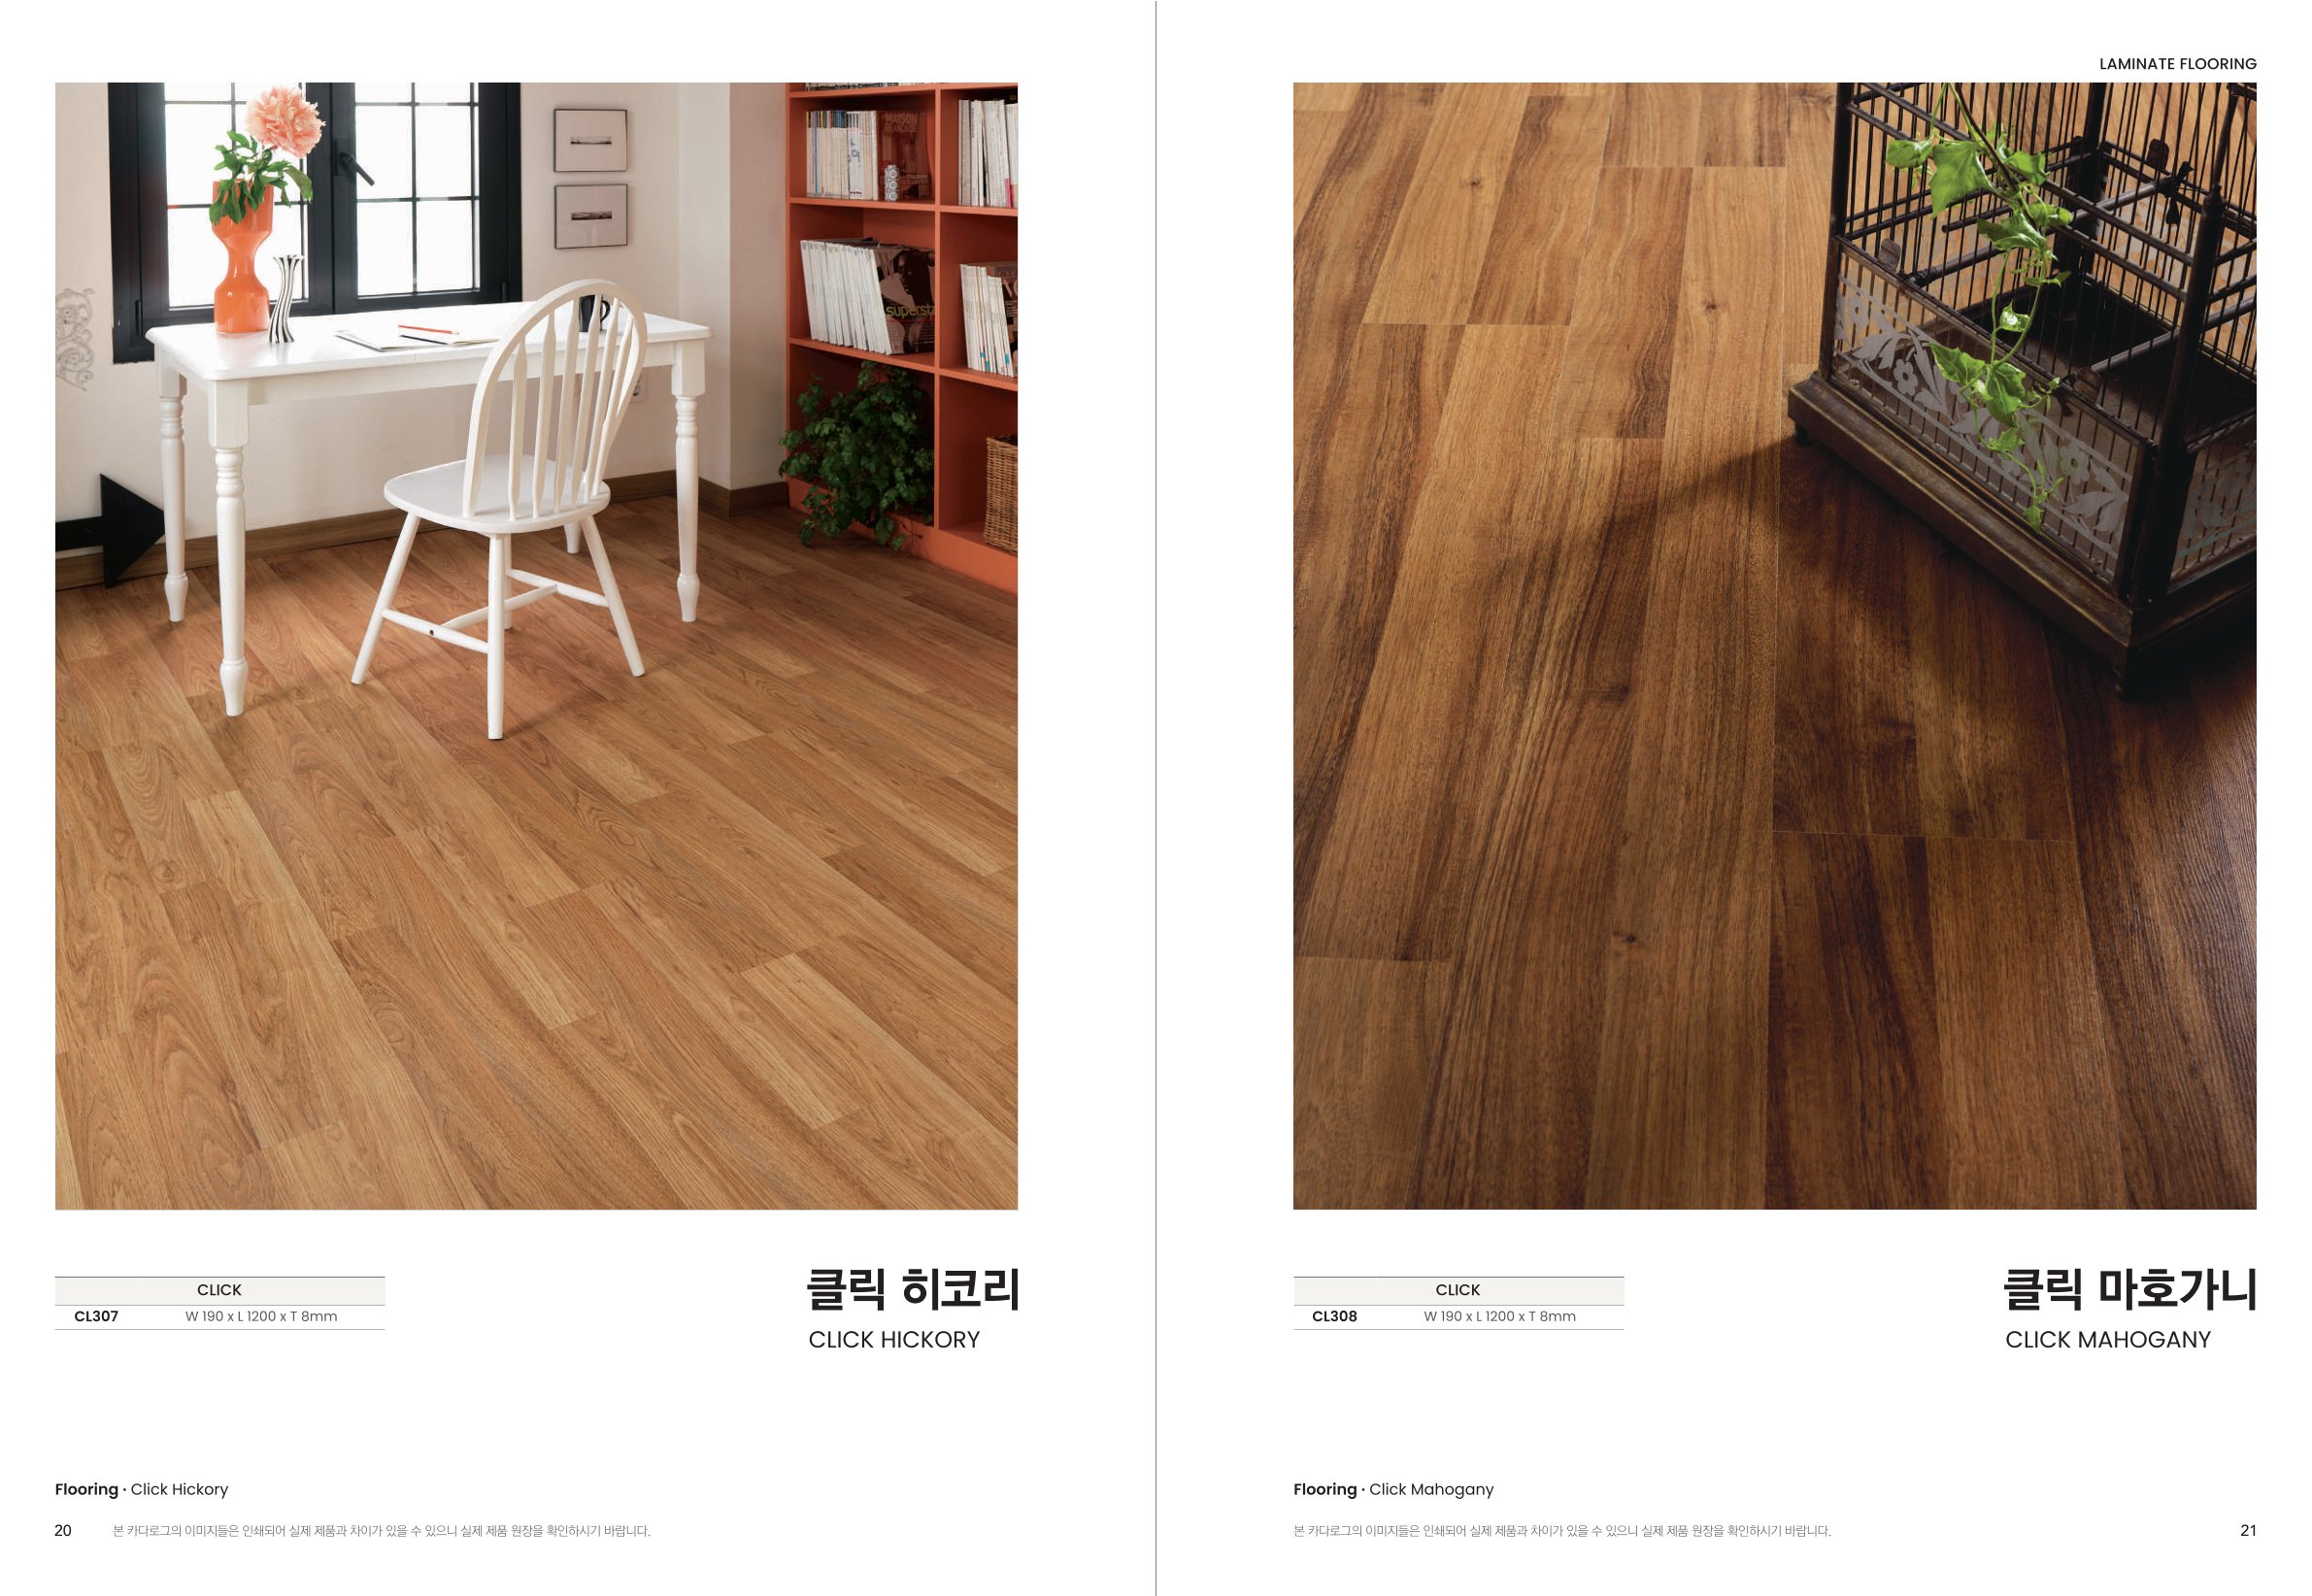 LAMINATE FLOORING
MAISON
FRANÇAISE
superst
CLICK
CL307 W 190 x L 1200 x T 8mm
클릭 히코리
CLICK HICKORY
Flooring · Click Hickory
20 본 카다로그의 이미지들은 인쇄되어 실제 제품과 차이가 있을 수 있으니 실제 제품 원장을 확인하시기 바랍니다.
CLICK
CL308 W 190 x L 1200 x T 8mm
클릭 마호가니
CLICK MAHOGANY
Flooring · Click Mahogany
본 카다로그의 이미지들은 인쇄되어 실제 제품과 차이가 있을 수 있으니 실제 제품 원장을 확인하시기 바랍니다. 21